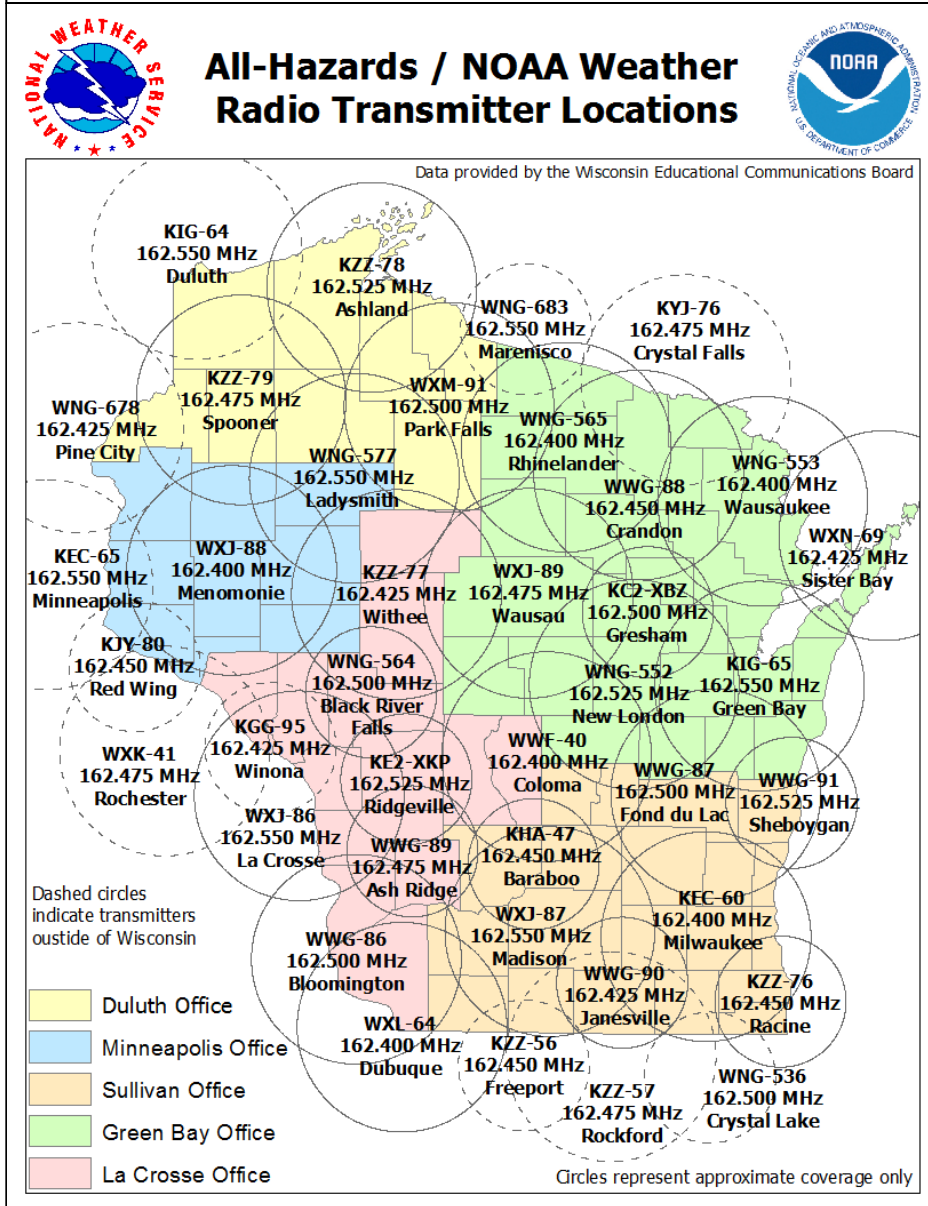 NATIONAL WEATHER SERVICE
All-Hazards / NOAA Weather
Radio Transmitter Locations
NATIONAL OCEANIC AND ATMOSPHERIC ADMINISTRATION
NOAA
U.S. DEPARTMENT OF COMMERCE
Data provided by the Wisconsin Educational Communications Board
KIG-64
162.550 MHz
Duluth
KZZ-78
162.525 MHz
Ashland
WNG-683
162.550 MHz
Marenisco
KYJ-76
162.475 MHz
Crystal Falls
KZZ-79
162.475 MHz
Spooner
WXM-91
162.500 MHz
Park Falls
WNG-678
162.425 MHz
Pine City
WNG-565
162.400 MHz
Rhinelander
WNG-577
162.550 MHz
Ladysmith
WNG-553
162.400 MHz
Wausaukee
WWG-88
162.450 MHz
Crandon
WXN-69
162.425 MHz
Sister Bay
KEC-65
162.550 MHz
Minneapolis
WXJ-88
162.400 MHz
Menomonie
KZZ-77
162.425 MHz
Withee
WXJ-89
162.475 MHz
Wausau
KC2-XBZ
162.500 MHz
Gresham
KJY-80
162.450 MHz
Red Wing
WNG-564
162.500 MHz
Black River
Falls
WNG-552
162.525 MHz
New London
KIG-65
162.550 MHz
Green Bay
KGG-95
162.425 MHz
Winona
WXK-41
162.475 MHz
Rochester
KE2-XKP
162.525 MHz
Ridgeville
WWF-40
162.400 MHz
Coloma
WWG-87
162.500 MHz
Fond du Lac
WWG-91
162.525 MHz
Sheboygan
WXJ-86
162.550 MHz
La Crosse
WWG-89
162.475 MHz
Ash Ridge
KHA-47
162.450 MHz
Baraboo
KEC-60
162.400 MHz
Milwaukee
Dashed circles
indicate transmitters
oustide of Wisconsin
WXJ-87
162.550 MHz
Madison
WWG-86
162.500 MHz
Bloomington
WWG-90
162.425 MHz
Janesville
KZZ-76
162.450 MHz
Racine
WXL-64
162.400 MHz
Dubuque
KZZ-56
162.450 MHz
Freeport
KZZ-57
162.475 MHz
Rockford
WNG-536
162.500 MHz
Crystal Lake
Duluth Office
Minneapolis Office
Sullivan Office
Green Bay Office
La Crosse Office
Circles represent approximate coverage only